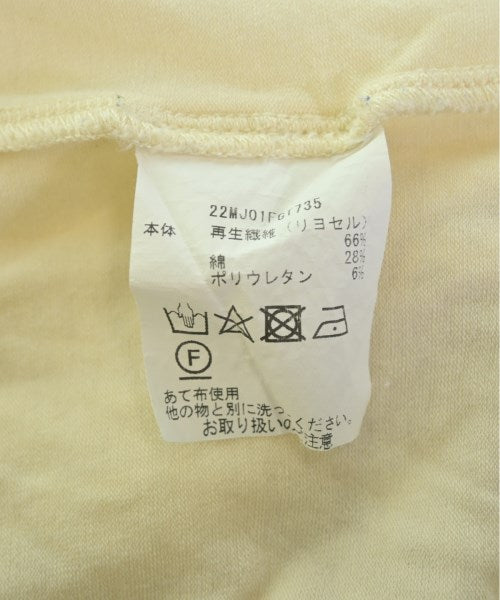 本体 再生繊維 (リヨセル)
66%
綿 28%
ポリウレタン 6%
F
あて布使用
他の物と別に洗っ
お取り扱い ください。
注意